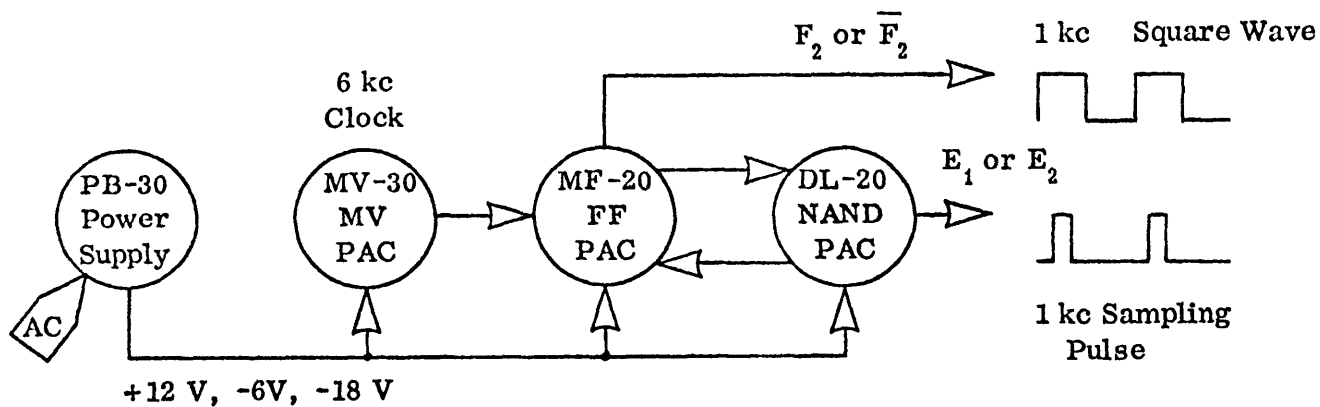 F₂ or F̅₂
1 kc Square Wave
6 kc
Clock
PB-30
Power
Supply
MV-30
MV
PAC
MF-20
FF
PAC
DL-20
NAND
PAC
E₁ or E₂
AC
1 kc Sampling
Pulse
+12 V, -6V, -18 V